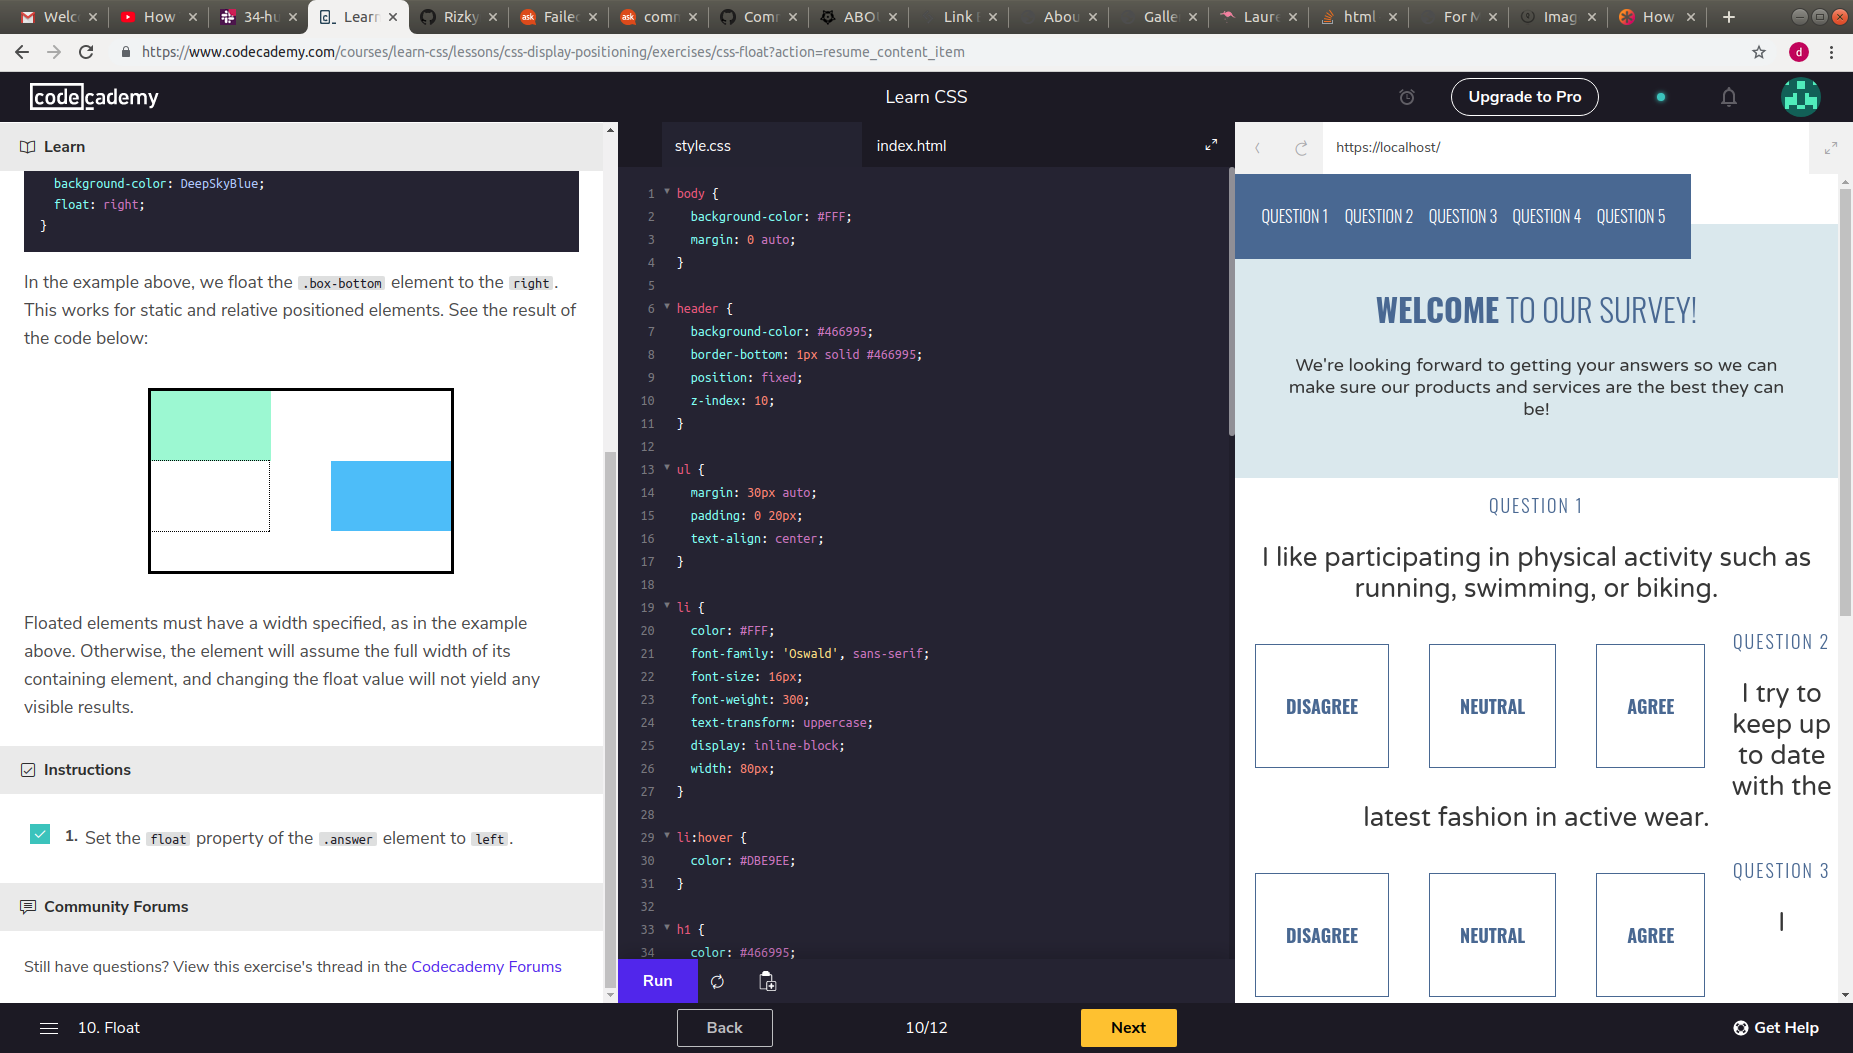 Welc
How
34-hu
Learn
Rizky
Failed
comm
Comm
ABO
Link
Abou
Galle
Laure
html
For M
Imag
How
https://www.codecademy.com/courses/learn-css/lessons/css-display-positioning/exercises/css-float?action=resume_content_item
d
codecademy
Learn CSS
Upgrade to Pro
Learn
background-color: DeepSkyBlue;
float: right;
}
In the example above, we float the .box-bottom element to the right.
This works for static and relative positioned elements. See the result of
the code below:
Floated elements must have a width specified, as in the example
above. Otherwise, the element will assume the full width of its
containing element, and changing the float value will not yield any
visible results.
Instructions
1. Set the float property of the .answer element to left.
Community Forums
Still have questions? View this exercise's thread in the Codecademy Forums
style.css
index.html
1 body {
2 background-color: #FFF;
3 margin: 0 auto;
4 }
5
6 header {
7 background-color: #466995;
8 border-bottom: 1px solid #466995;
9 position: fixed;
10 z-index: 10;
11 }
12
13 ul {
14 margin: 30px auto;
15 padding: 0 20px;
16 text-align: center;
17 }
18
19 li {
20 color: #FFF;
21 font-family: 'Oswald', sans-serif;
22 font-size: 16px;
23 font-weight: 300;
24 text-transform: uppercase;
25 display: inline-block;
26 width: 80px;
27 }
28
29 li:hover {
30 color: #DBE9EE;
31 }
32
33 h1 {
34 color: #466995;
Run
https://localhost/
QUESTION 1 QUESTION 2 QUESTION 3 QUESTION 4 QUESTION 5
WELCOME TO OUR SURVEY!
We're looking forward to getting your answers so we can
make sure our products and services are the best they can
be!
QUESTION 1
I like participating in physical activity such as
running, swimming, or biking.
DISAGREE
NEUTRAL
AGREE
QUESTION 2
I try to
keep up
to date
with the
latest fashion in active wear.
DISAGREE
NEUTRAL
AGREE
QUESTION 3
I
10. Float
Back
10/12
Next
Get Help